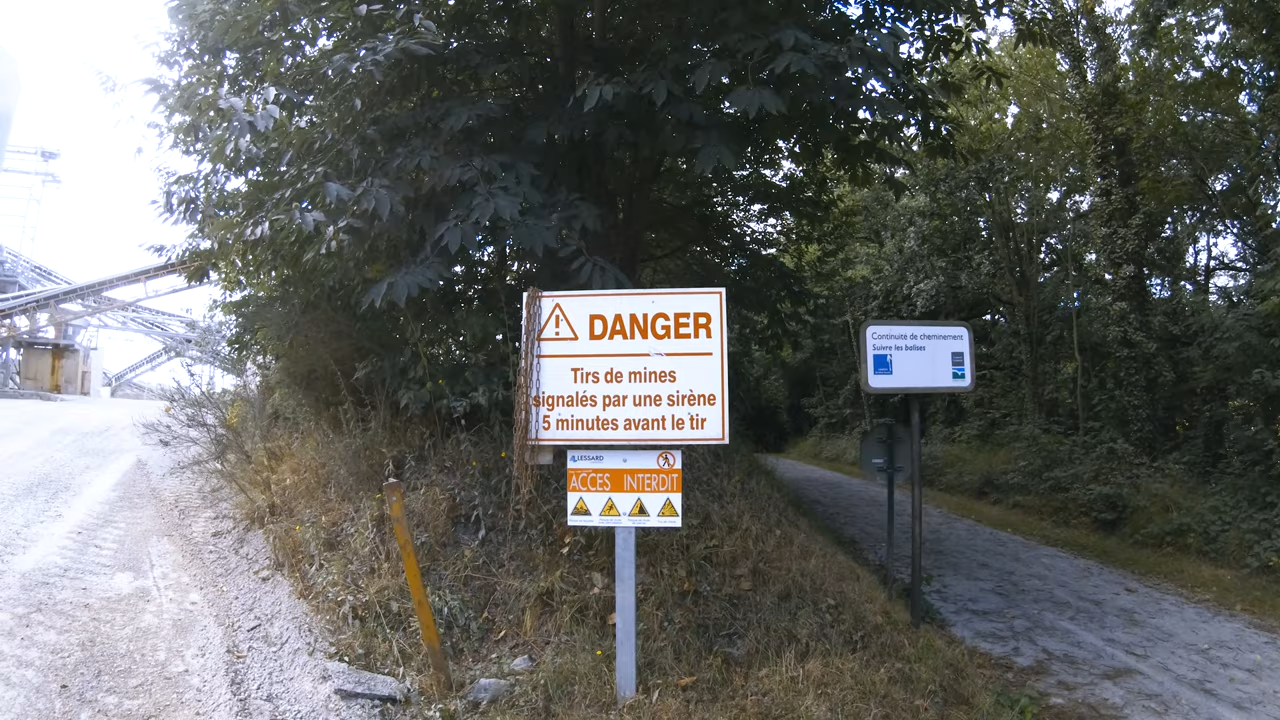 DANGER
Tirs de mines
signalés par une sirène
5 minutes avant le tir
LESSARD
ACCES INTERDIT
Continuité de cheminement
Suivre les balises